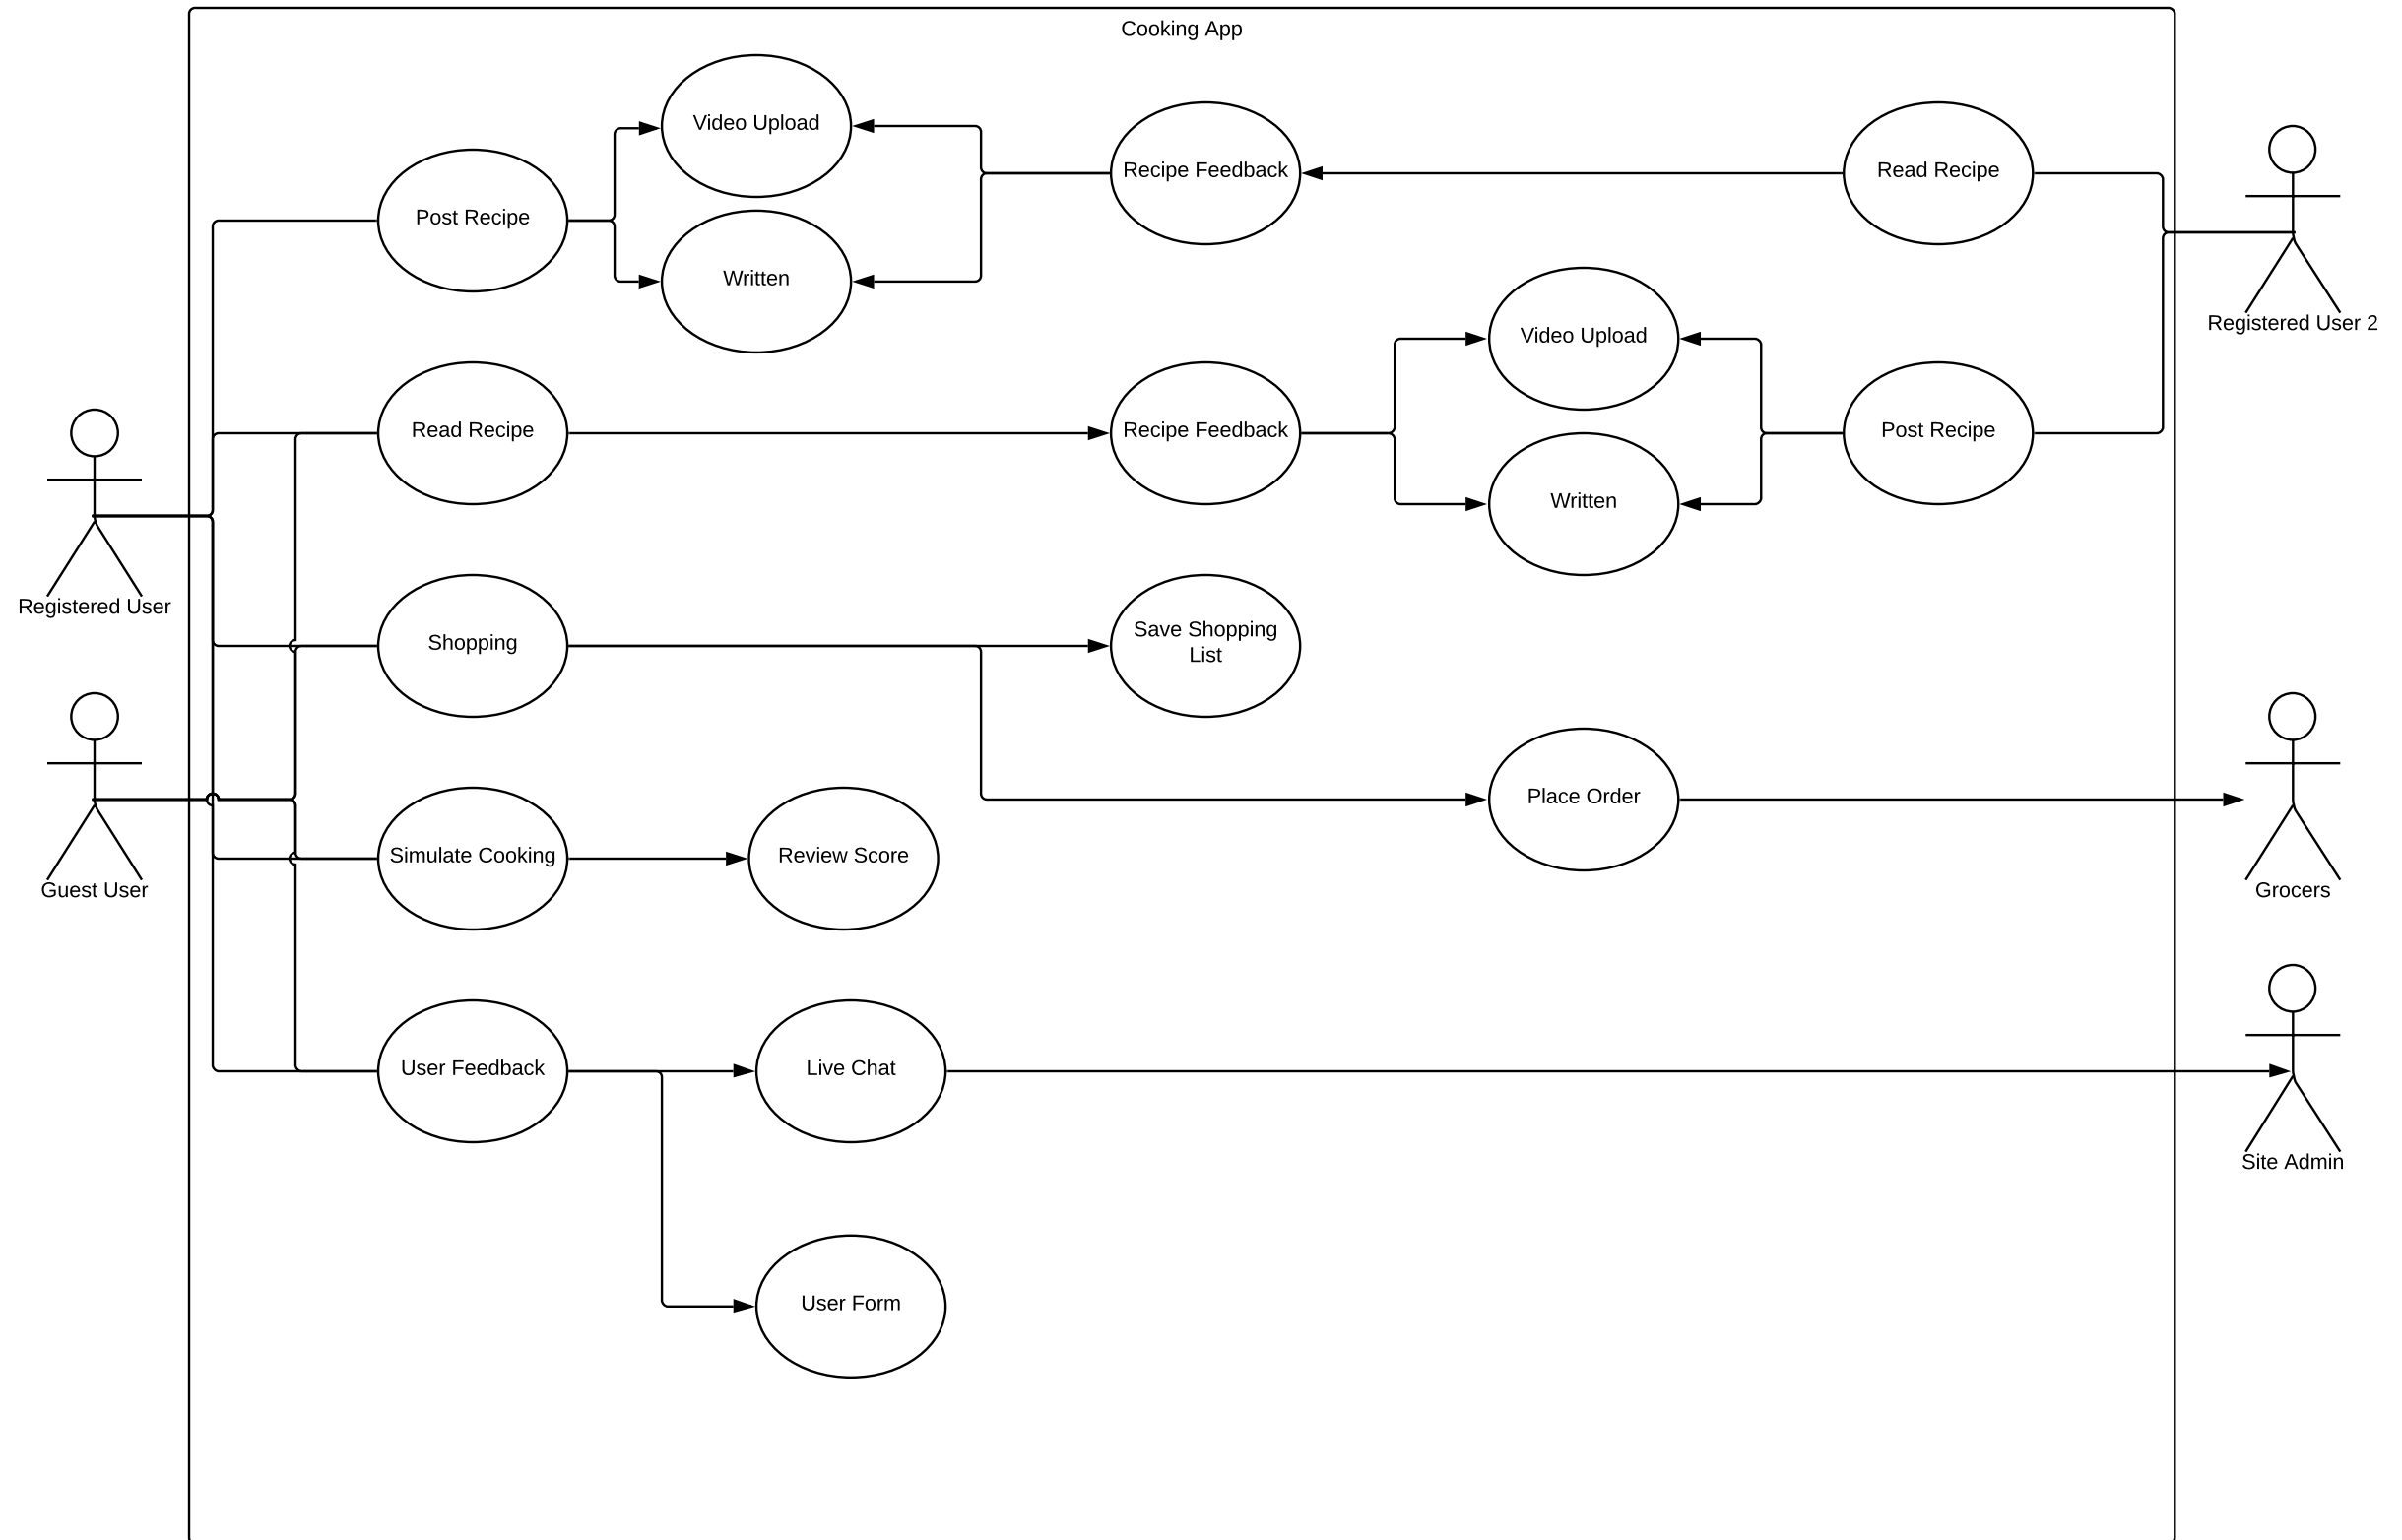 Cooking App
Video Upload
Recipe Feedback
Read Recipe
Post Recipe
Written
Registered User 2
Video Upload
Read Recipe
Recipe Feedback
Post Recipe
Written
Registered User
Shopping
Save Shopping
List
Place Order
Simulate Cooking
Review Score
Guest User
Grocers
User Feedback
Live Chat
Site Admin
User Form